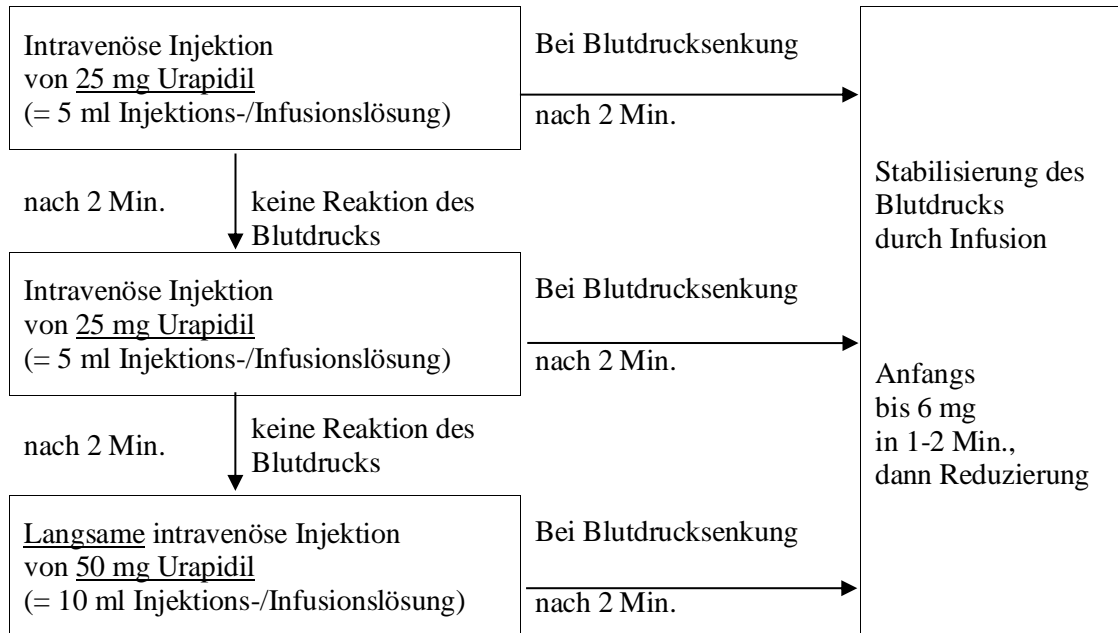 Intravenöse Injektion
von 25 mg Urapidil
(= 5 ml Injektions-/Infusionslösung)
Bei Blutdrucksenkung
nach 2 Min.
nach 2 Min.
keine Reaktion des
Blutdrucks
Intravenöse Injektion
von 25 mg Urapidil
(= 5 ml Injektions-/Infusionslösung)
Bei Blutdrucksenkung
nach 2 Min.
nach 2 Min.
keine Reaktion des
Blutdrucks
Langsame intravenöse Injektion
von 50 mg Urapidil
(= 10 ml Injektions-/Infusionslösung)
Bei Blutdrucksenkung
nach 2 Min.
Stabilisierung des
Blutdrucks
durch Infusion
Anfangs
bis 6 mg
in 1-2 Min.,
dann Reduzierung